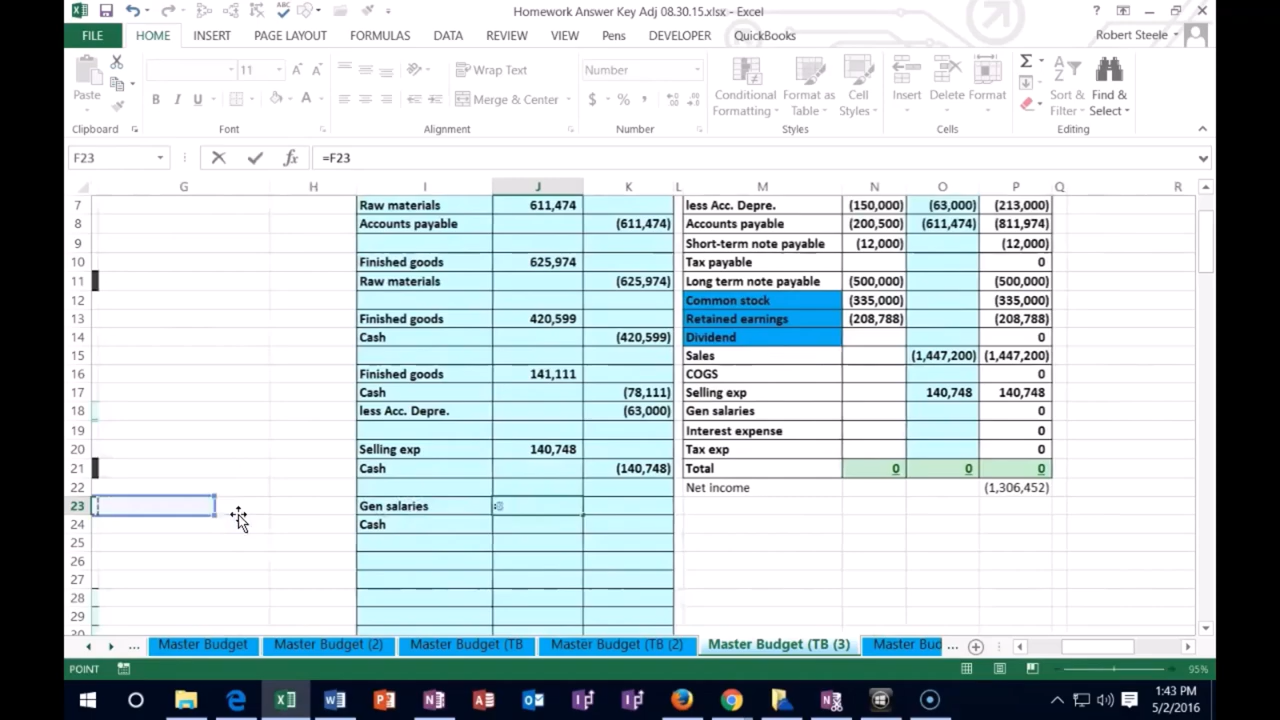 Homework Answer Key Adj 08.30.15.xlsx - Excel
FILE HOME INSERT PAGE LAYOUT FORMULAS DATA REVIEW VIEW Pens DEVELOPER QuickBooks Robert Steele
11 Wrap Text Number
Paste B I U Merge & Center $ % , Conditional Formatting Format as Table Cell Styles Insert Delete Format Sort & Filter Find & Select
Clipboard Font Alignment Number Styles Cells Editing
F23 =F23
G H I J K L M N O P Q R
7 Raw materials 611,474 less Acc. Depre. (150,000) (63,000) (213,000)
8 Accounts payable (611,474) Accounts payable (200,500) (611,474) (811,974)
9 Short-term note payable (12,000) (12,000)
10 Finished goods 625,974 Tax payable 0
11 Raw materials (625,974) Long term note payable (500,000) (500,000)
12 Common stock (335,000) (335,000)
13 Finished goods 420,599 Retained earnings (208,788) (208,788)
14 Cash (420,599) Dividend 0
15 Sales (1,447,200) (1,447,200)
16 Finished goods 141,111 COGS 0
17 Cash (78,111) Selling exp 140,748 140,748
18 less Acc. Depre. (63,000) Gen salaries 0
19 Interest expense 0
20 Selling exp 140,748 Tax exp 0
21 Cash (140,748) Total 0 0 0
22 Net income (1,306,452)
23 Gen salaries
24 Cash
25
26
27
28
29
... Master Budget Master Budget (2) Master Budget (TB Master Budget (TB (2) Master Budget (TB (3) Master Bud ...
POINT 95%
1:43 PM
5/2/2016